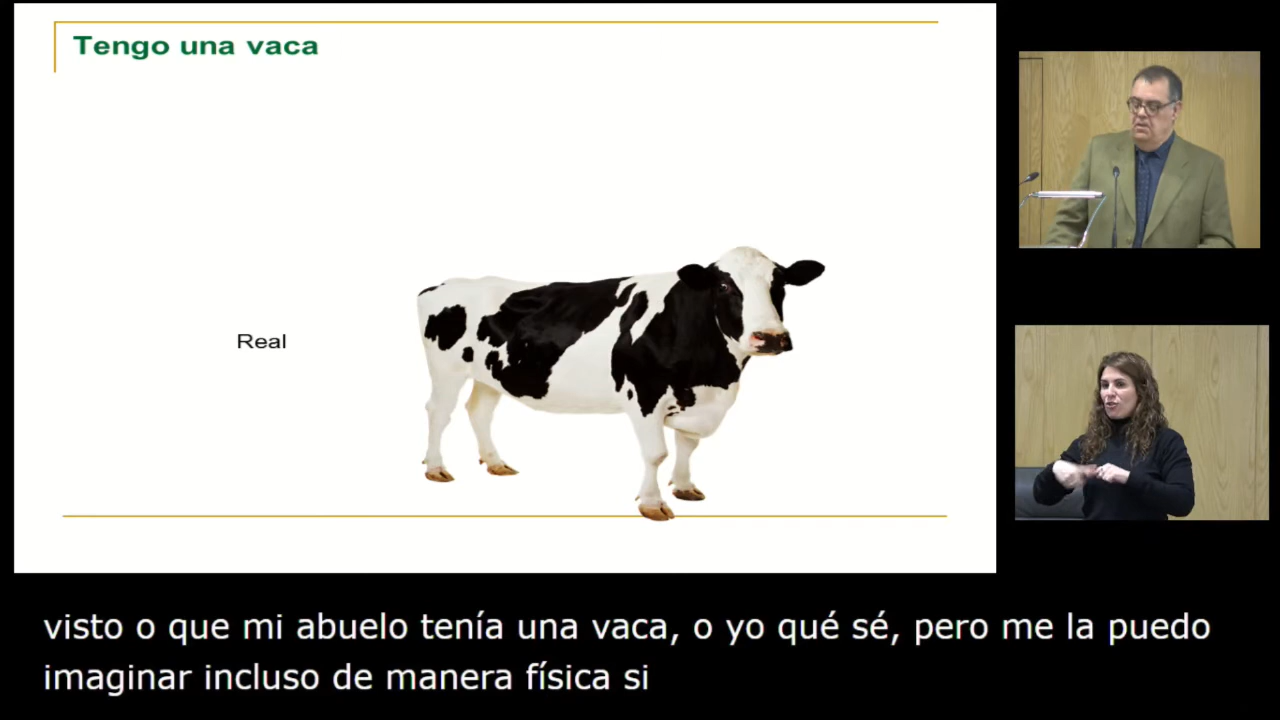 Tengo una vaca
Real
visto o que mi abuelo tenía una vaca, o yo qué sé, pero me la puedo
imaginar incluso de manera física si